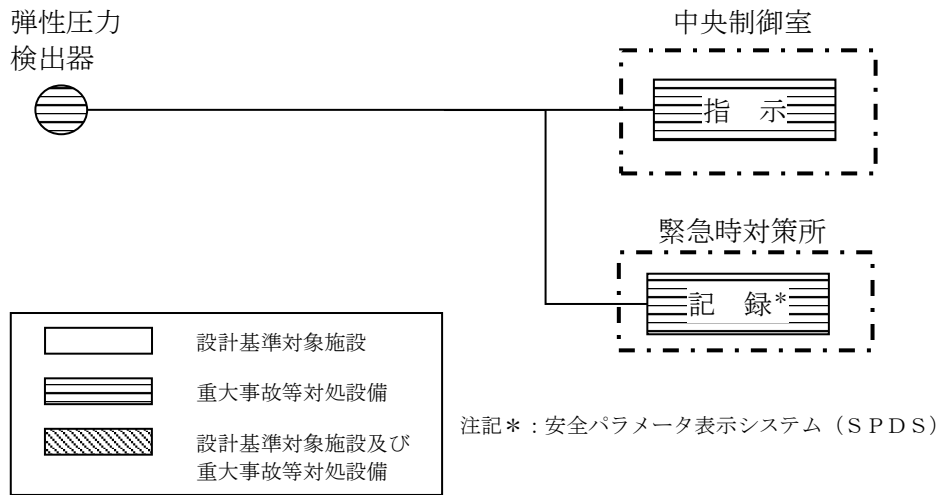 弾性圧力
検出器
中央制御室
指　示
緊急時対策所
記　録*
設計基準対象施設
重大事故等対処設備
設計基準対象施設及び
重大事故等対処設備
注記＊：安全パラメータ表示システム（ＳＰＤＳ）